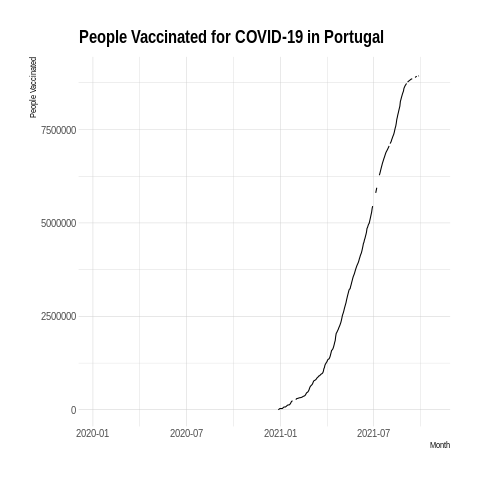 People Vaccinated for COVID-19 in Portugal
People Vaccinated
7500000
5000000
2500000
0
2020-01 2020-07 2021-01 2021-07
Month